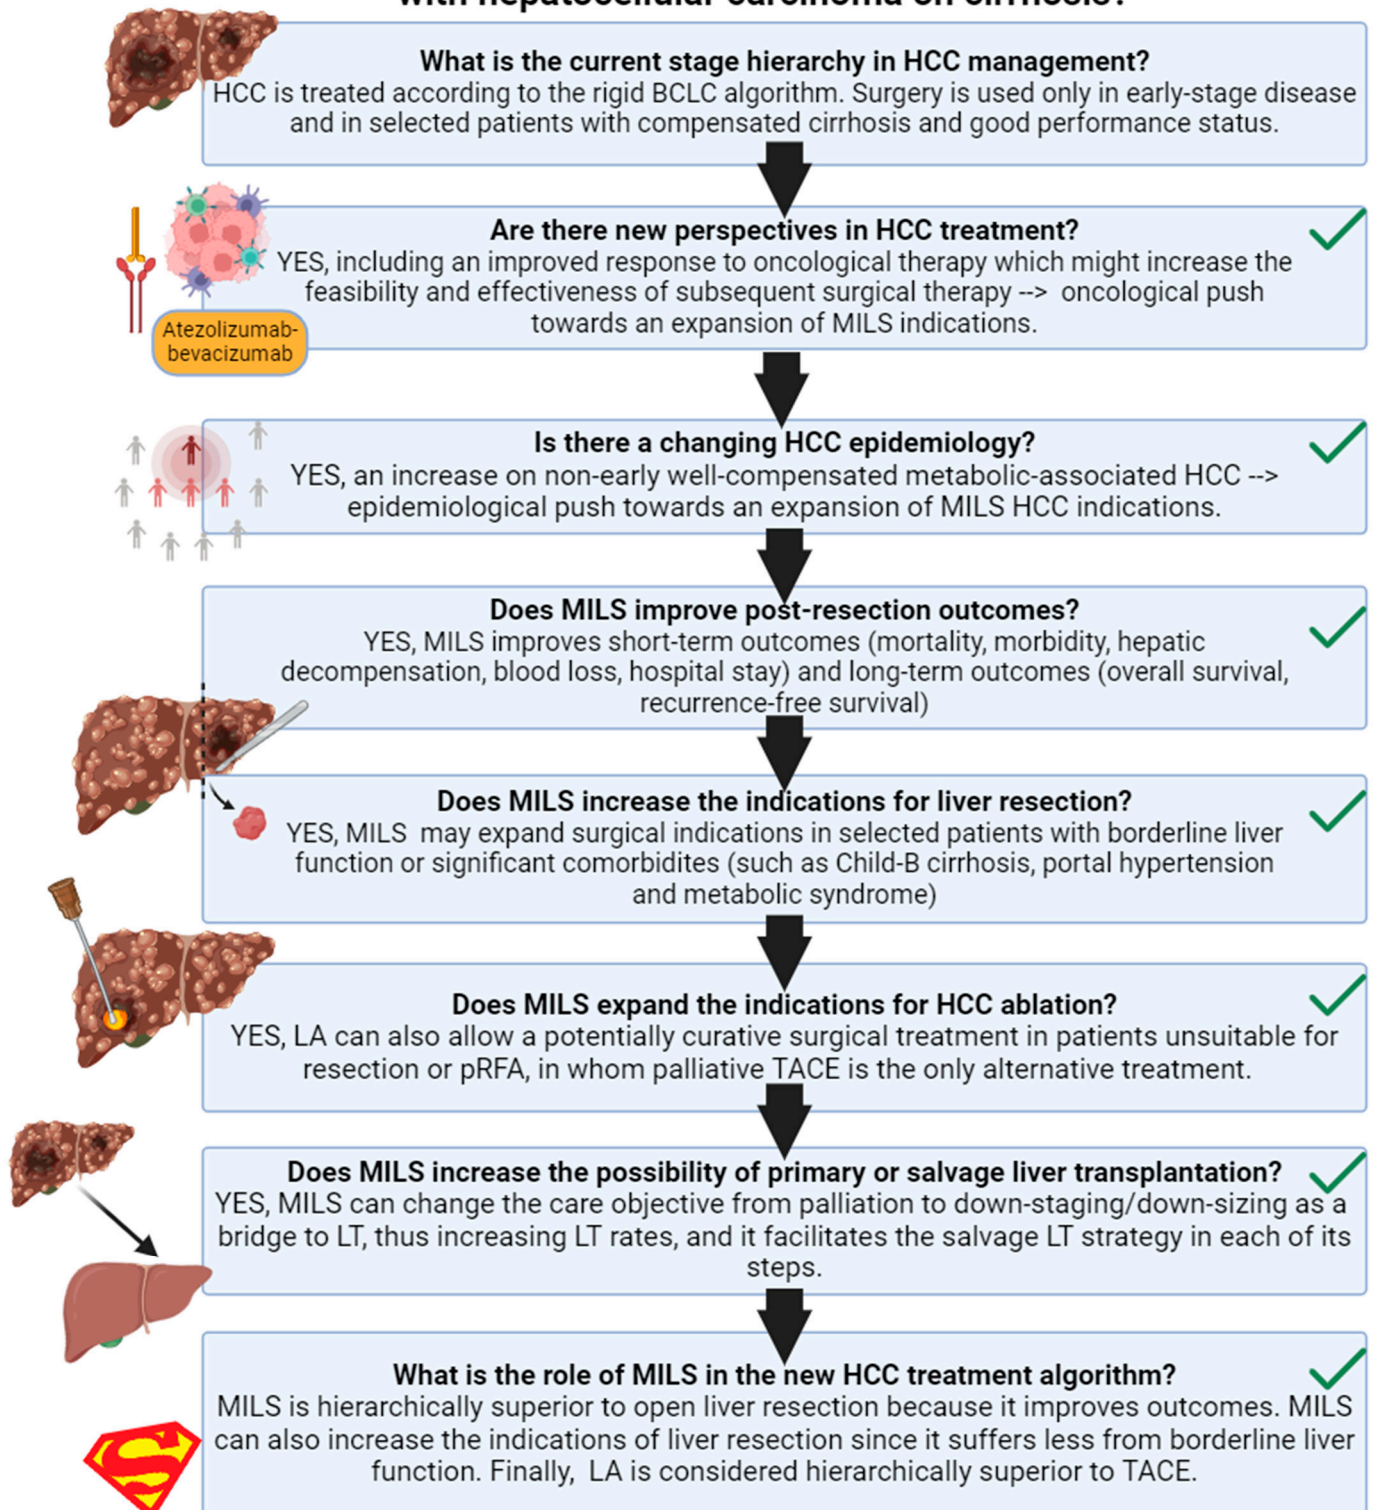 with hepatocellular carcinoma on cirrhosis?
What is the current stage hierarchy in HCC management?
HCC is treated according to the rigid BCLC algorithm. Surgery is used only in early-stage disease
and in selected patients with compensated cirrhosis and good performance status.
Are there new perspectives in HCC treatment?
YES, including an improved response to oncological therapy which might increase the
feasibility and effectiveness of subsequent surgical therapy --> oncological push
towards an expansion of MILS indications.
Atezolizumab-
bevacizumab
Is there a changing HCC epidemiology?
YES, an increase on non-early well-compensated metabolic-associated HCC -->
epidemiological push towards an expansion of MILS HCC indications.
Does MILS improve post-resection outcomes?
YES, MILS improves short-term outcomes (mortality, morbidity, hepatic
decompensation, blood loss, hospital stay) and long-term outcomes (overall survival,
recurrence-free survival)
Does MILS increase the indications for liver resection?
YES, MILS may expand surgical indications in selected patients with borderline liver
function or significant comorbidites (such as Child-B cirrhosis, portal hypertension
and metabolic syndrome)
Does MILS expand the indications for HCC ablation?
YES, LA can also allow a potentially curative surgical treatment in patients unsuitable for
resection or pRFA, in whom palliative TACE is the only alternative treatment.
Does MILS increase the possibility of primary or salvage liver transplantation?
YES, MILS can change the care objective from palliation to down-staging/down-sizing as a
bridge to LT, thus increasing LT rates, and it facilitates the salvage LT strategy in each of its
steps.
What is the role of MILS in the new HCC treatment algorithm?
MILS is hierarchically superior to open liver resection because it improves outcomes. MILS
can also increase the indications of liver resection since it suffers less from borderline liver
function. Finally, LA is considered hierarchically superior to TACE.
S